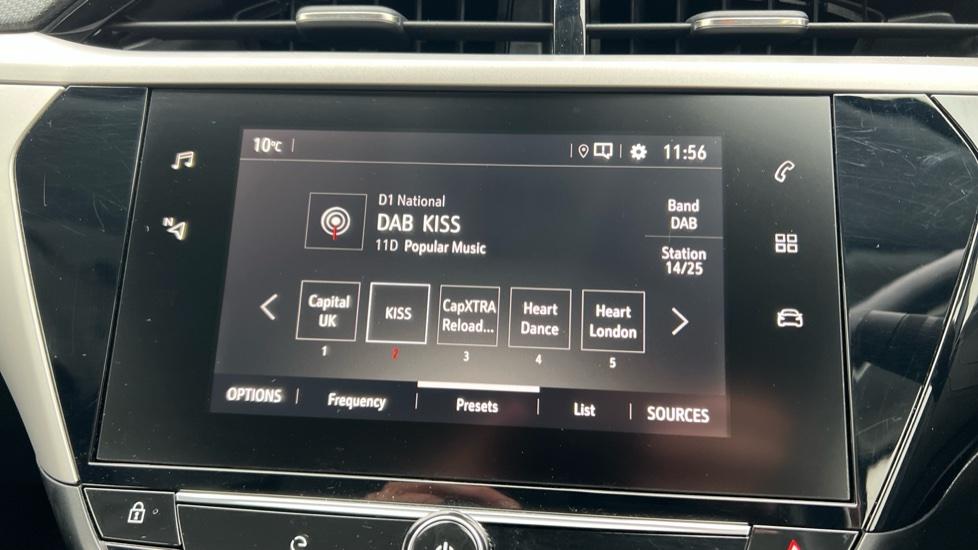 10°C
11:56
D1 National
DAB KISS
11D Popular Music
Band
DAB
Station
14/25
Capital
UK
KISS
CapXTRA
Reload...
Heart
Dance
Heart
London
1
2
3
4
5
OPTIONS
Frequency
Presets
List
SOURCES
N